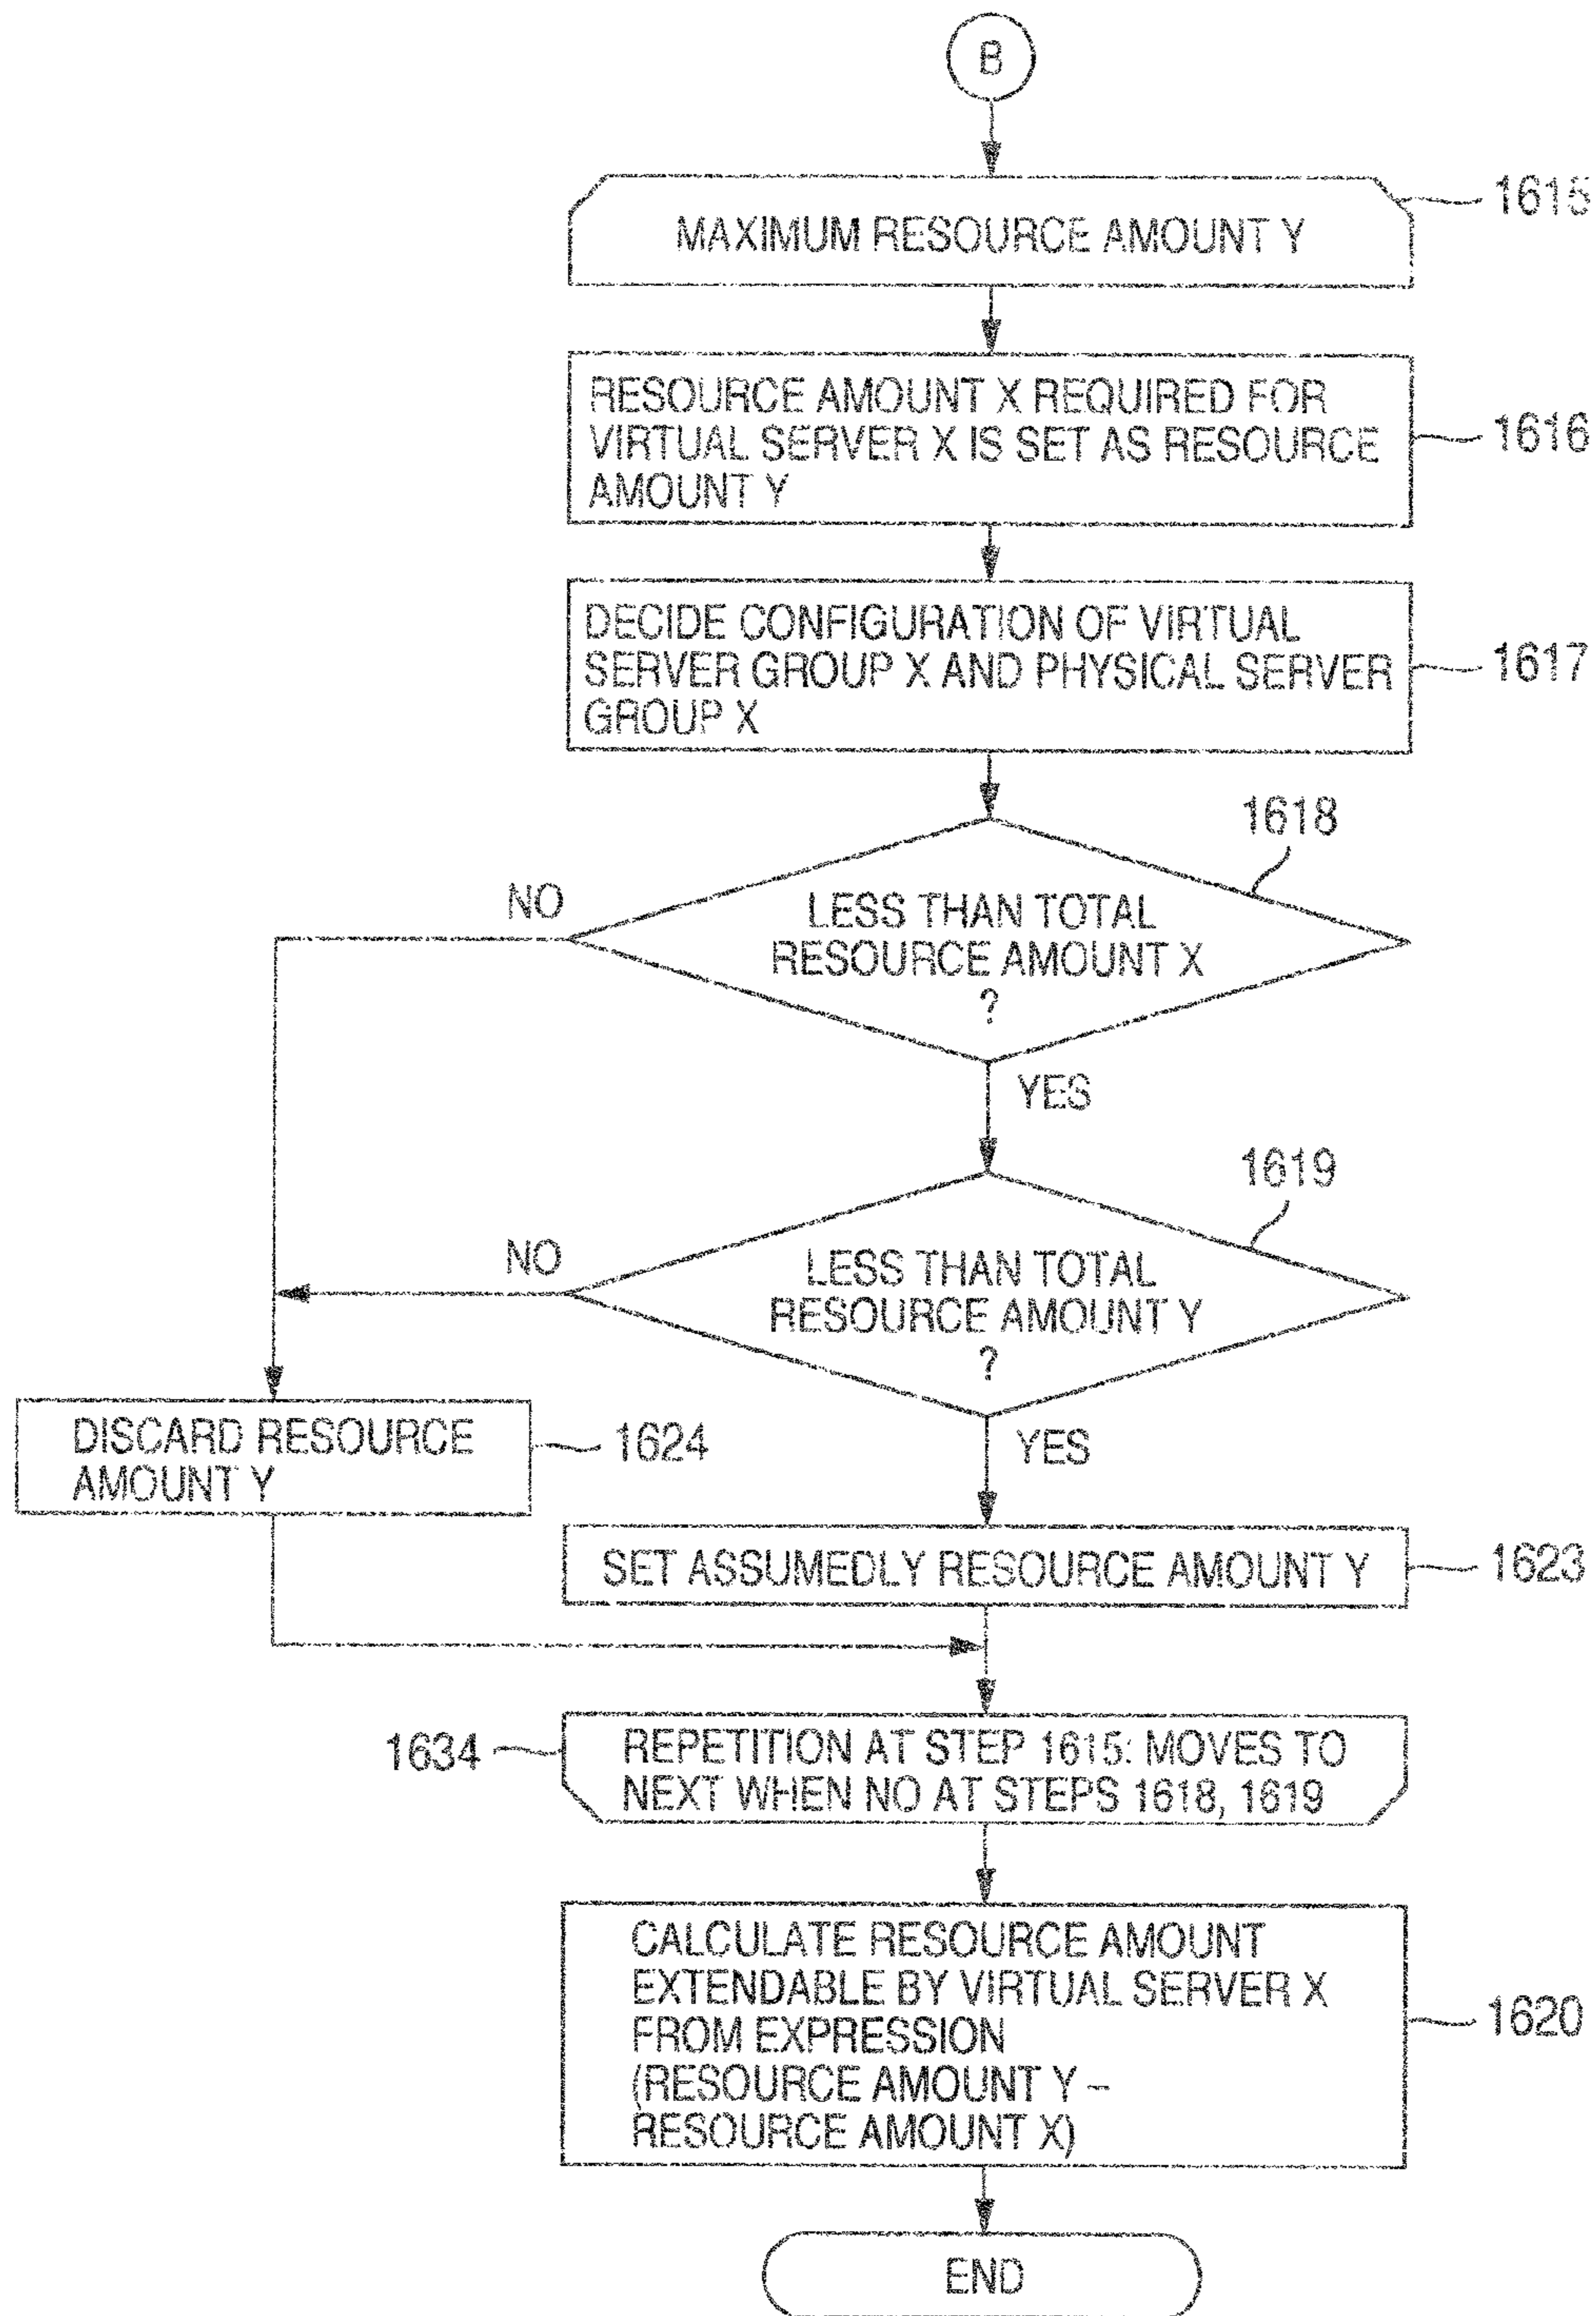 B
MAXIMUM RESOURCE AMOUNT Y
1615
RESOURCE AMOUNT X REQUIRED FOR
VIRTUAL SERVER X IS SET AS RESOURCE
AMOUNT Y
1616
DECIDE CONFIGURATION OF VIRTUAL
SERVER GROUP X AND PHYSICAL SERVER
GROUP X
1617
1618
NO
LESS THAN TOTAL
RESOURCE AMOUNT X
?
YES
1619
NO
LESS THAN TOTAL
RESOURCE AMOUNT Y
?
YES
DISCARD RESOURCE
AMOUNT Y
1624
SET ASSUMEDLY RESOURCE AMOUNT Y
1623
1634
REPETITION AT STEP 1615: MOVES TO
NEXT WHEN NO AT STEPS 1618, 1619
CALCULATE RESOURCE AMOUNT
EXTENDABLE BY VIRTUAL SERVER X
FROM EXPRESSION
(RESOURCE AMOUNT Y –
RESOURCE AMOUNT X)
1620
END